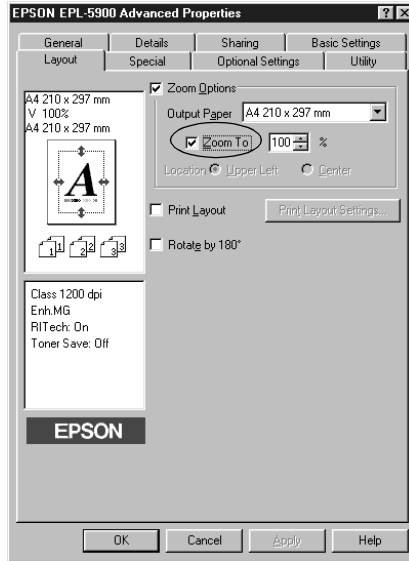 EPSON EPL-5900 Advanced Properties
General Details Sharing Basic Settings
Layout Special Optional Settings Utility
A4 210 x 297 mm
V 100%
A4 210 x 297 mm
A
1 1 2 2 3 3
Class 1200 dpi
Enh.MG
RITech: On
Toner Save: Off
EPSON
Zoom Options
Output Paper A4 210 x 297 mm
Zoom To 100 %
Location Upper Left Center
Print Layout Print Layout Settings...
Rotate by 180°
OK Cancel Apply Help